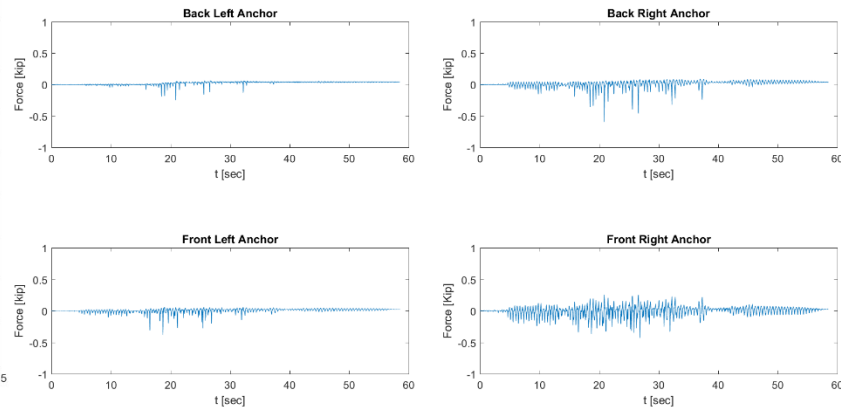 Back Left Anchor
1
0.5
0
-0.5
-1
Force [kip]
0 10 20 30 40 50 60
t [sec]
Back Right Anchor
1
0.5
0
-0.5
-1
Force [kip]
0 10 20 30 40 50 60
t [sec]
Front Left Anchor
1
0.5
0
-0.5
-1
Force [kip]
0 10 20 30 40 50 60
t [sec]
5
Front Right Anchor
1
0.5
0
-0.5
-1
Force [Kip]
0 10 20 30 40 50 60
t [sec]